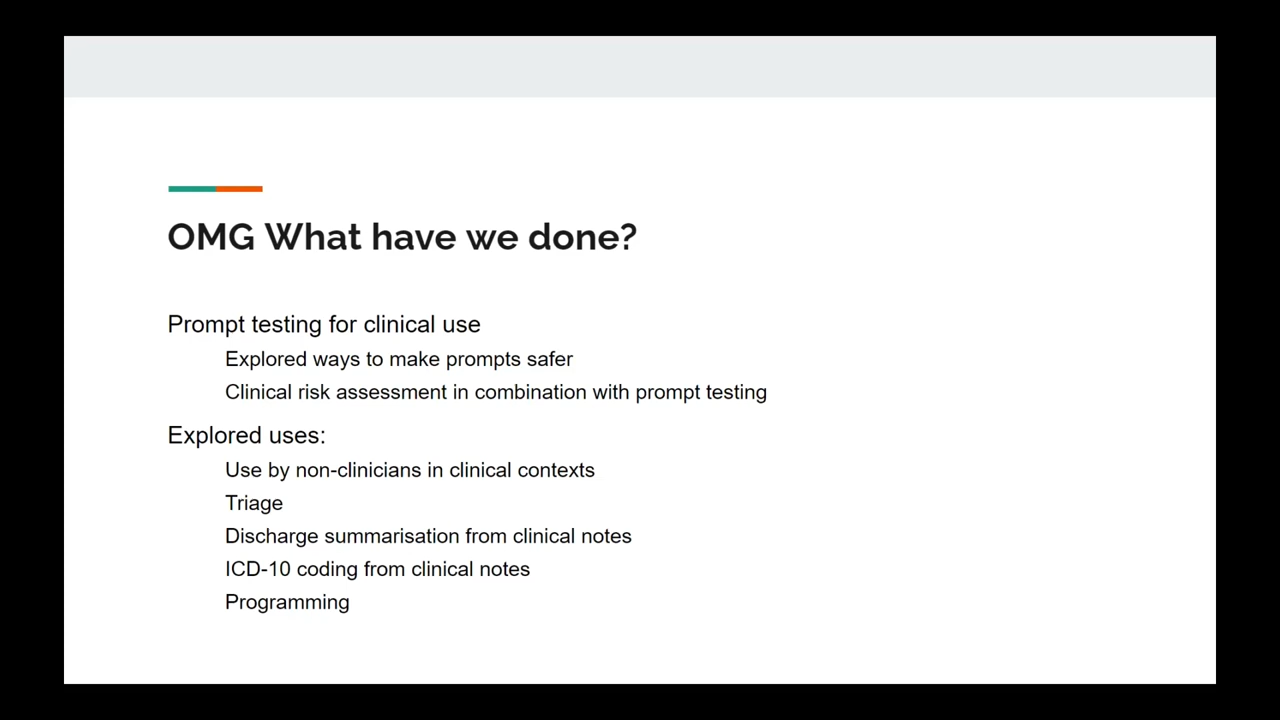 OMG What have we done?
Prompt testing for clinical use
Explored ways to make prompts safer
Clinical risk assessment in combination with prompt testing
Explored uses:
Use by non-clinicians in clinical contexts
Triage
Discharge summarisation from clinical notes
ICD-10 coding from clinical notes
Programming